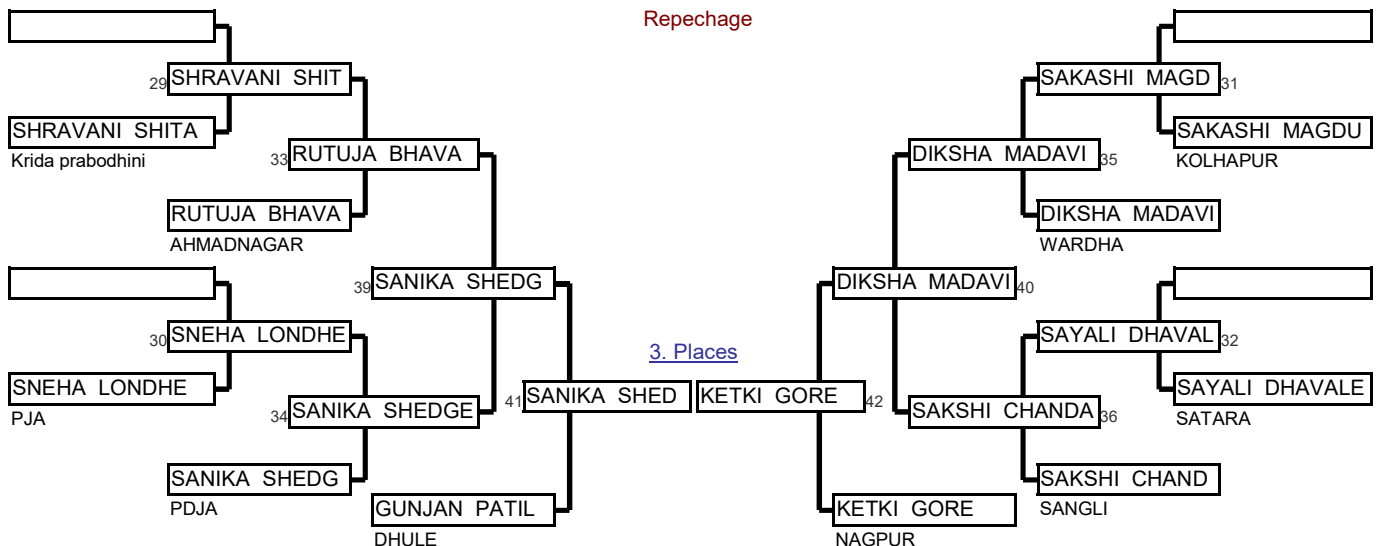 Repechage
29 SHRAVANI SHIT
SAKASHI MAGD 31
SHRAVANI SHITA
SAKASHI MAGDU
Krida prabodhini
33 RUTUJA BHAVA
DIKSHA MADAVI 35
KOLHAPUR
RUTUJA BHAVA
DIKSHA MADAVI
AHMADNAGAR
WARDHA
39 SANIKA SHEDG
DIKSHA MADAVI 40
30 SNEHA LONDHE
SAYALI DHAVAL 32
3. Places
SNEHA LONDHE
SAYALI DHAVALE
PJA
41 SANIKA SHED
KETKI GORE 42
SATARA
34 SANIKA SHEDGE
SAKSHI CHANDA 36
SANIKA SHEDG
SAKSHI CHAND
PDJA
SANGLI
GUNJAN PATIL
KETKI GORE
DHULE
NAGPUR